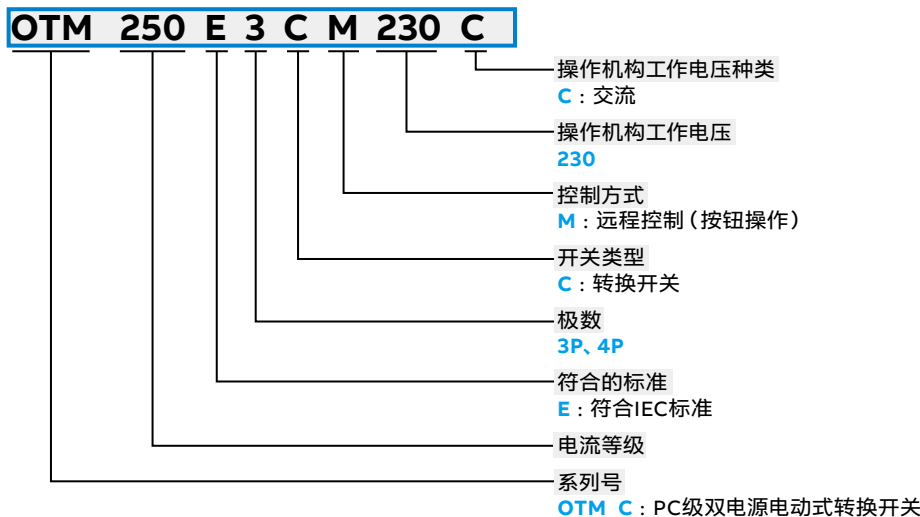 OTM 250 E 3 C M 230 C
操作机构工作电压种类
C：交流
操作机构工作电压
230
控制方式
M：远程控制（按钮操作）
开关类型
C：转换开关
极数
3P、4P
符合的标准
E：符合IEC标准
电流等级
系列号
OTM C：PC级双电源电动式转换开关